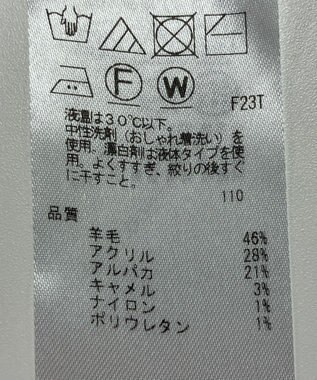 F W
F23T
液温は30℃以下。
中性洗剤(おしゃれ着洗い)を
使用。漂白剤は液体タイプを使
用。よくすすぎ、絞りの後すぐ
に干すこと。
110
品質
羊毛 46%
アクリル 28%
アルパカ 21%
キャメル 3%
ナイロン 1%
ポリウレタン 1%